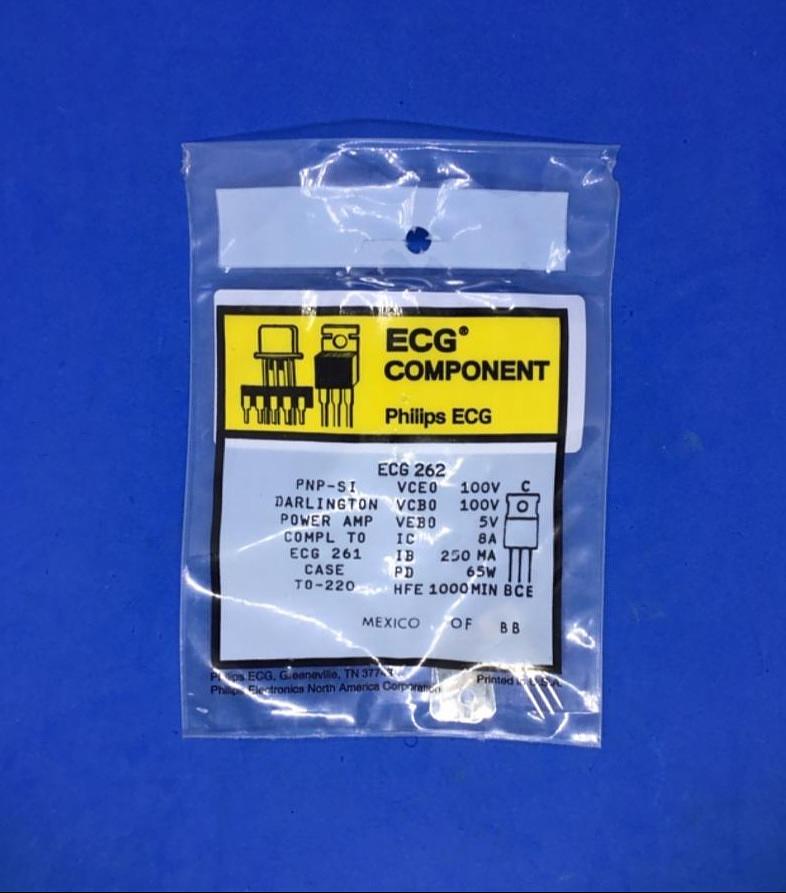 ECG®
COMPONENT
Philips ECG
ECG 262
PNP-SI VCEO 100V C
DARLINGTON VCBO 100V
POWER AMP VEBO 5V
COMPL TO IC 8A
ECG 261 IB 250 MA
CASE PD 65W
TO-220 HFE 1000MIN BCE
MEXICO OF BB
Philips ECG, Greeneville, TN Printed in U.S.A.
Philips Electronics North America Corporation